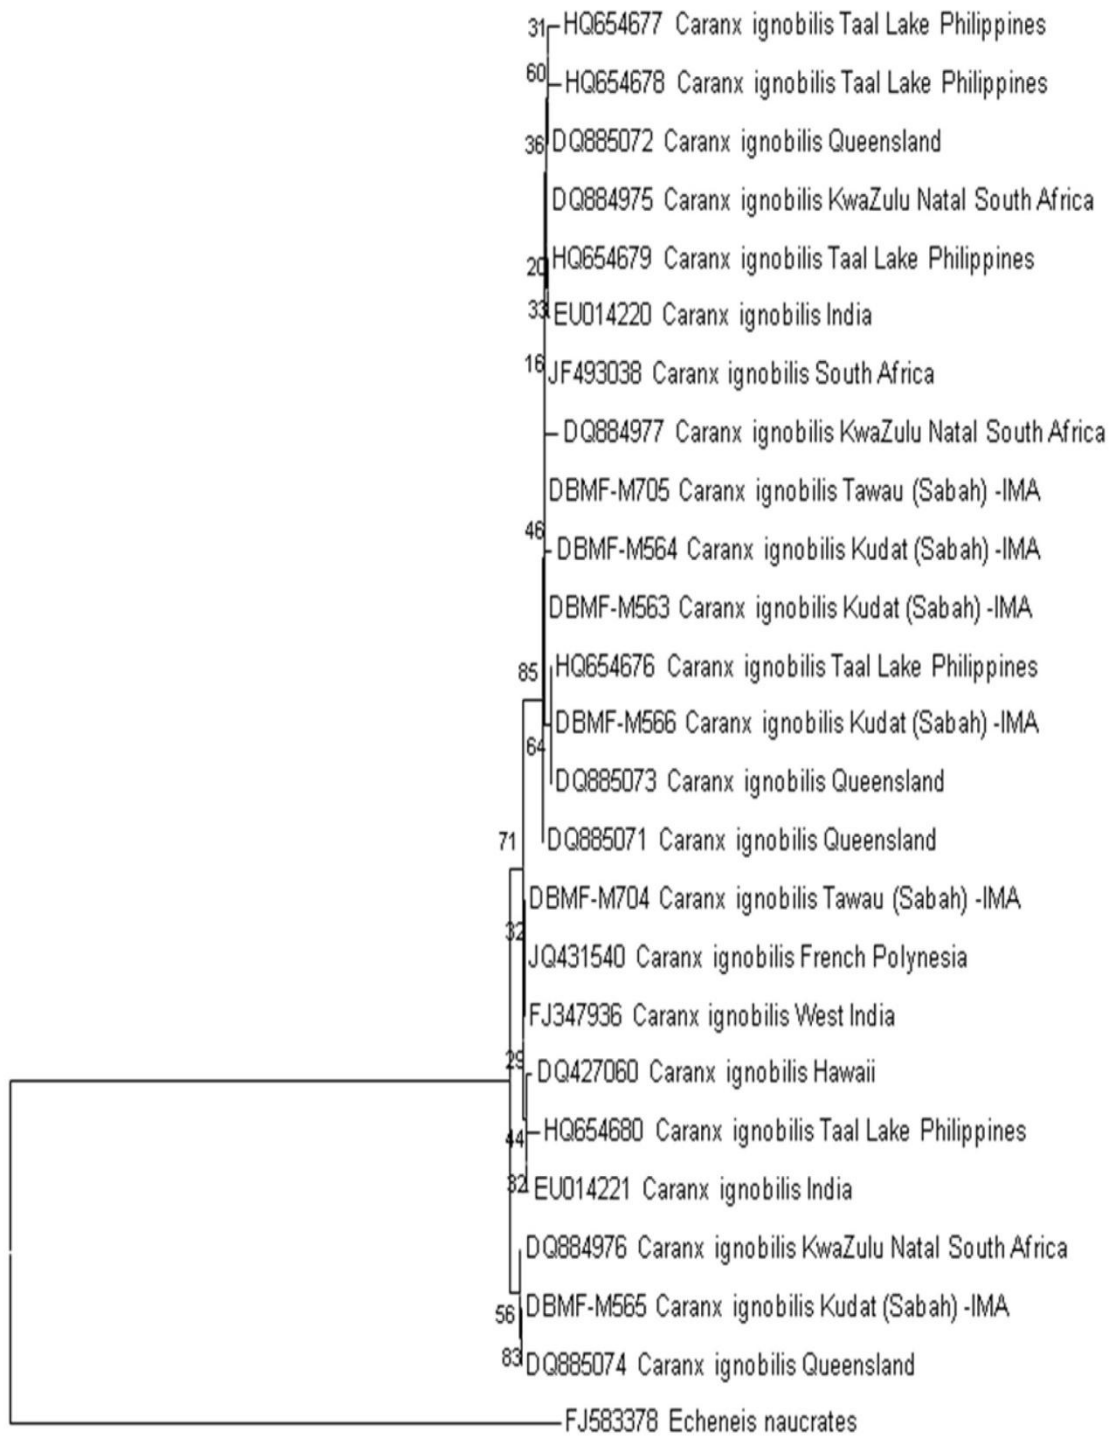 31
HQ654677 Caranx ignobilis Taal Lake Philippines
60
HQ654678 Caranx ignobilis Taal Lake Philippines
36
DQ885072 Caranx ignobilis Queensland
DQ884975 Caranx ignobilis KwaZulu Natal South Africa
20
HQ654679 Caranx ignobilis Taal Lake Philippines
33
EU014220 Caranx ignobilis India
16
JF493038 Caranx ignobilis South Africa
DQ884977 Caranx ignobilis KwaZulu Natal South Africa
DBMF-M705 Caranx ignobilis Tawau (Sabah) -IMA
46
DBMF-M564 Caranx ignobilis Kudat (Sabah) -IMA
DBMF-M563 Caranx ignobilis Kudat (Sabah) -IMA
85
HQ654676 Caranx ignobilis Taal Lake Philippines
64
DBMF-M566 Caranx ignobilis Kudat (Sabah) -IMA
DQ885073 Caranx ignobilis Queensland
71
DQ885071 Caranx ignobilis Queensland
DBMF-M704 Caranx ignobilis Tawau (Sabah) -IMA
32
JQ431540 Caranx ignobilis French Polynesia
FJ347936 Caranx ignobilis West India
29
DQ427060 Caranx ignobilis Hawaii
44
HQ654680 Caranx ignobilis Taal Lake Philippines
32
EU014221 Caranx ignobilis India
DQ884976 Caranx ignobilis KwaZulu Natal South Africa
56
DBMF-M565 Caranx ignobilis Kudat (Sabah) -IMA
83
DQ885074 Caranx ignobilis Queensland
FJ583378 Echeneis naucrates